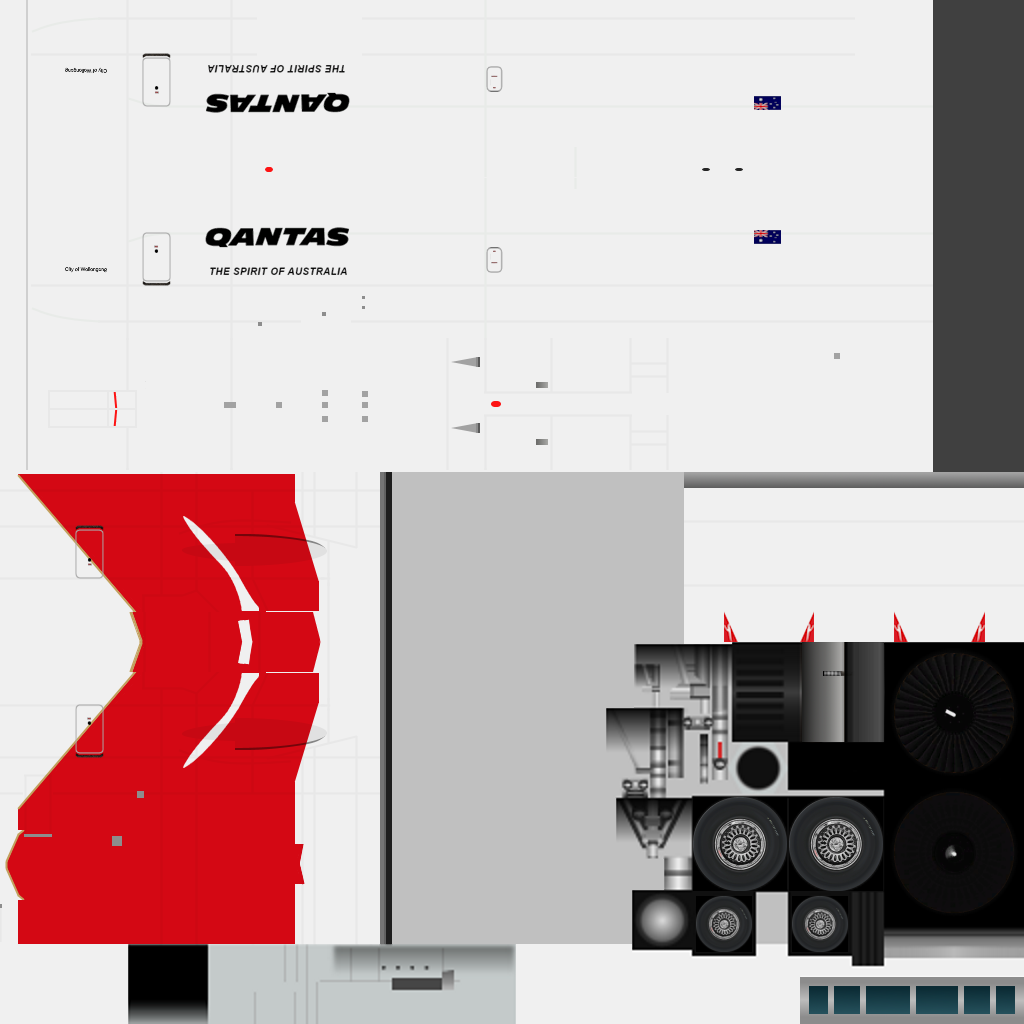 City of Wollongong
THE SPIRIT OF AUSTRALIA
QANTAS
QANTAS
City of Wollongong
THE SPIRIT OF AUSTRALIA